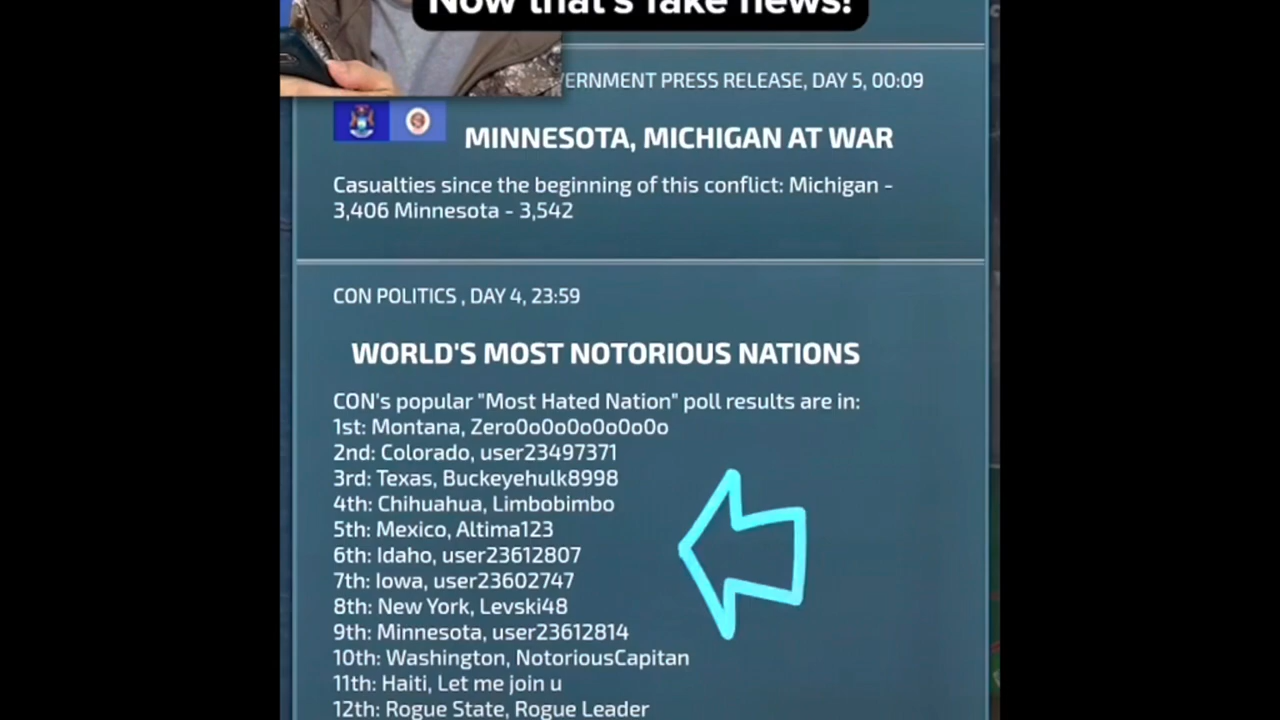 Now that's fake news!
VERNMENT PRESS RELEASE, DAY 5, 00:09
MINNESOTA, MICHIGAN AT WAR
Casualties since the beginning of this conflict: Michigan -
3,406 Minnesota - 3,542
CON POLITICS , DAY 4, 23:59
WORLD'S MOST NOTORIOUS NATIONS
CON's popular "Most Hated Nation" poll results are in:
1st: Montana, Zero0o0o0o0o0o0o
2nd: Colorado, user23497371
3rd: Texas, Buckeyehulk8998
4th: Chihuahua, Limbobimbo
5th: Mexico, Altima123
6th: Idaho, user23612807
7th: Iowa, user23602747
8th: New York, Levski48
9th: Minnesota, user23612814
10th: Washington, NotoriousCapitan
11th: Haiti, Let me join u
12th: Rogue State, Rogue Leader